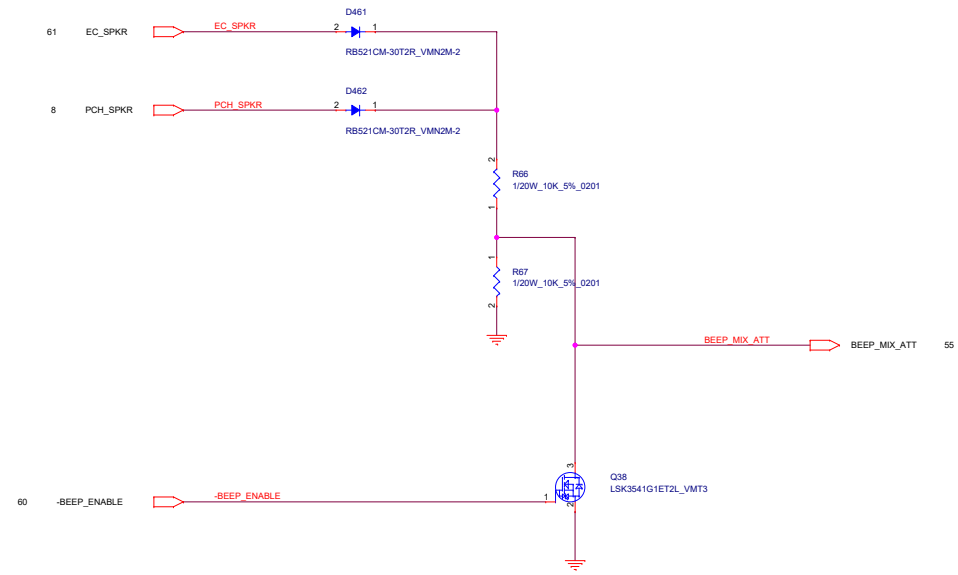 D461
61 EC_SPKR EC_SPKR 2 1
RB521CM-30T2R_VMN2M-2
D462
8 PCH_SPKR PCH_SPKR 2 1
RB521CM-30T2R_VMN2M-2
2
R66
1/20W_10K_5%_0201
1
1
R67
1/20W_10K_5%_0201
2
BEEP_MIX_ATT BEEP_MIX_ATT 55
3
Q38
LSK3541G1ET2L_VMT3
60 -BEEP_ENABLE -BEEP_ENABLE 1
2